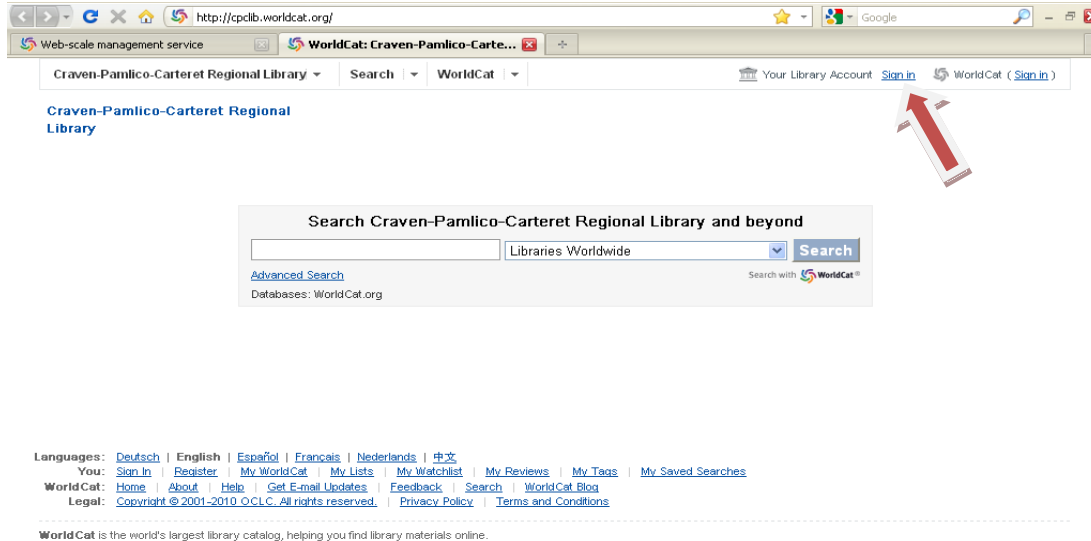 http://cpclib.worldcat.org/
Google
Web-scale management service
WorldCat: Craven-Pamlico-Carte...
Craven-Pamlico-Carteret Regional Library Search WorldCat
Your Library Account Sign in WorldCat ( Sign in )
Craven-Pamlico-Carteret Regional
Library
Search Craven-Pamlico-Carteret Regional Library and beyond
Libraries Worldwide Search
Advanced Search
Search with WorldCat®
Databases: WorldCat.org
Languages: Deutsch | English | Español | Français | Nederlands | 中文
You: Sign In | Register | My WorldCat | My Lists | My Watchlist | My Reviews | My Tags | My Saved Searches
WorldCat: Home | About | Help | Get E-mail Updates | Feedback | Search | WorldCat Blog
Legal: Copyright © 2001-2010 OCLC. All rights reserved. | Privacy Policy | Terms and Conditions
WorldCat is the world's largest library catalog, helping you find library materials online.